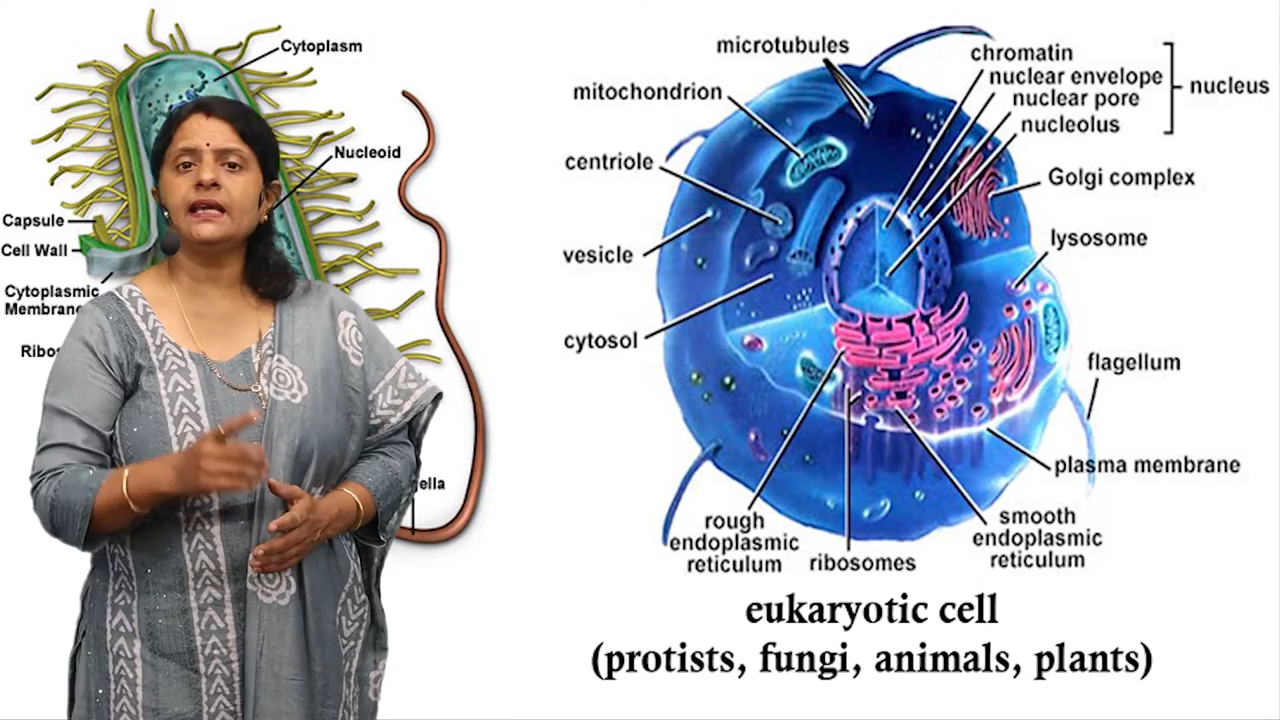 Cytoplasm
Nucleoid
Capsule
Cell Wall
Cytoplasmic
microtubules
mitochondrion
centriole
vesicle
cytosol
chromatin
nuclear envelope
nuclear pore
nucleolus
nucleus
Golgi complex
lysosome
flagellum
plasma membrane
rough
endoplasmic
reticulum
ribosomes
smooth
endoplasmic
reticulum
eukaryotic cell
(protists, fungi, animals, plants)